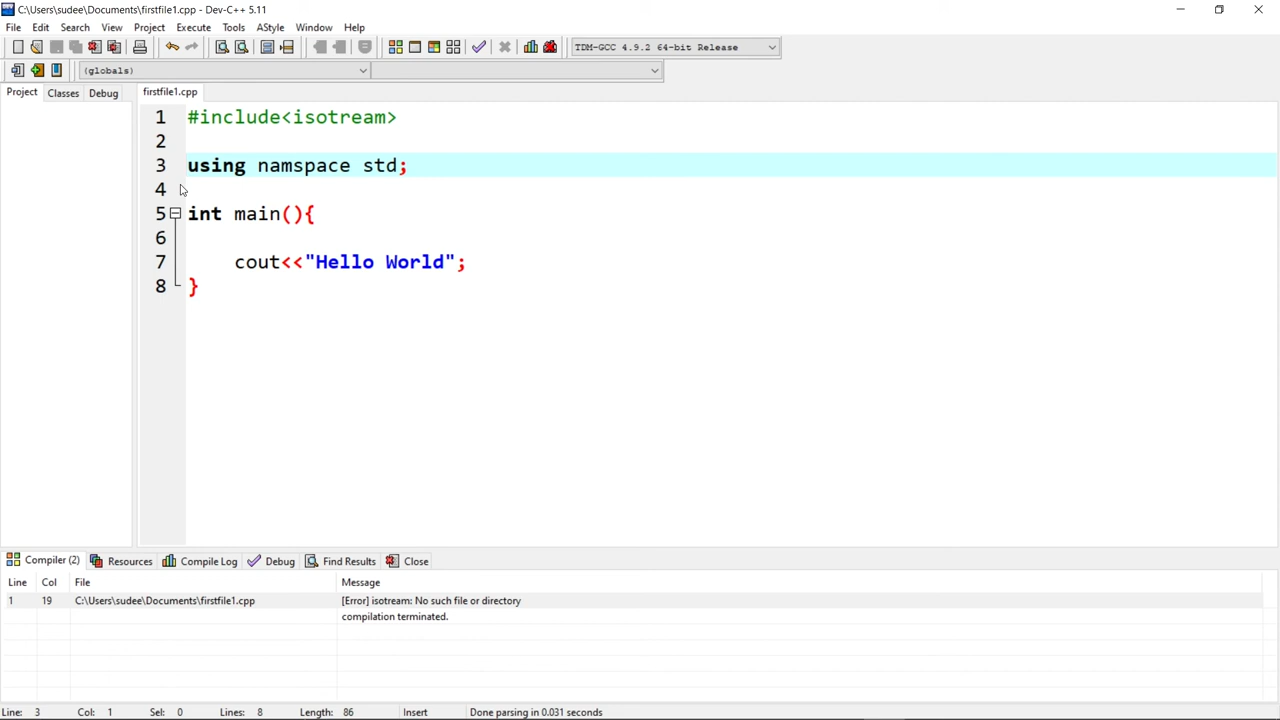 C:\Users\sudee\Documents\firstfile1.cpp - Dev-C++ 5.11
File Edit Search View Project Execute Tools AStyle Window Help
TDM-GCC 4.9.2 64-bit Release
(globals)
Project Classes Debug firstfile1.cpp
1 #include<isotream>
2
3 using namspace std;
4
5 int main(){
6
7 cout<<"Hello World";
8 }
Compiler (2) Resources Compile Log Debug Find Results Close
Line Col File Message
1 19 C:\Users\sudee\Documents\firstfile1.cpp [Error] isotream: No such file or directory
compilation terminated.
Line: 3 Col: 1 Sel: 0 Lines: 8 Length: 86 Insert Done parsing in 0.031 seconds